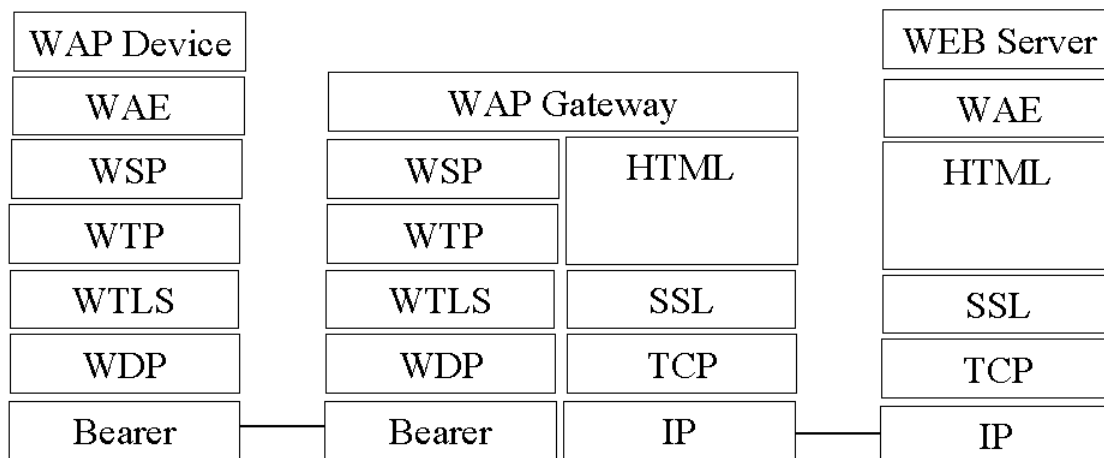 WAP Device
WAE
WSP
WTP
WTLS
WDP
Bearer
WAP Gateway
WSP
WTP
WTLS
WDP
Bearer
HTML
SSL
TCP
IP
WEB Server
WAE
HTML
SSL
TCP
IP